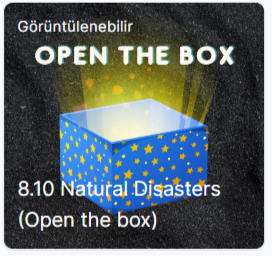 Görüntülenebilir
OPEN THE BOX
8.10 Natural Disasters
(Open the box)